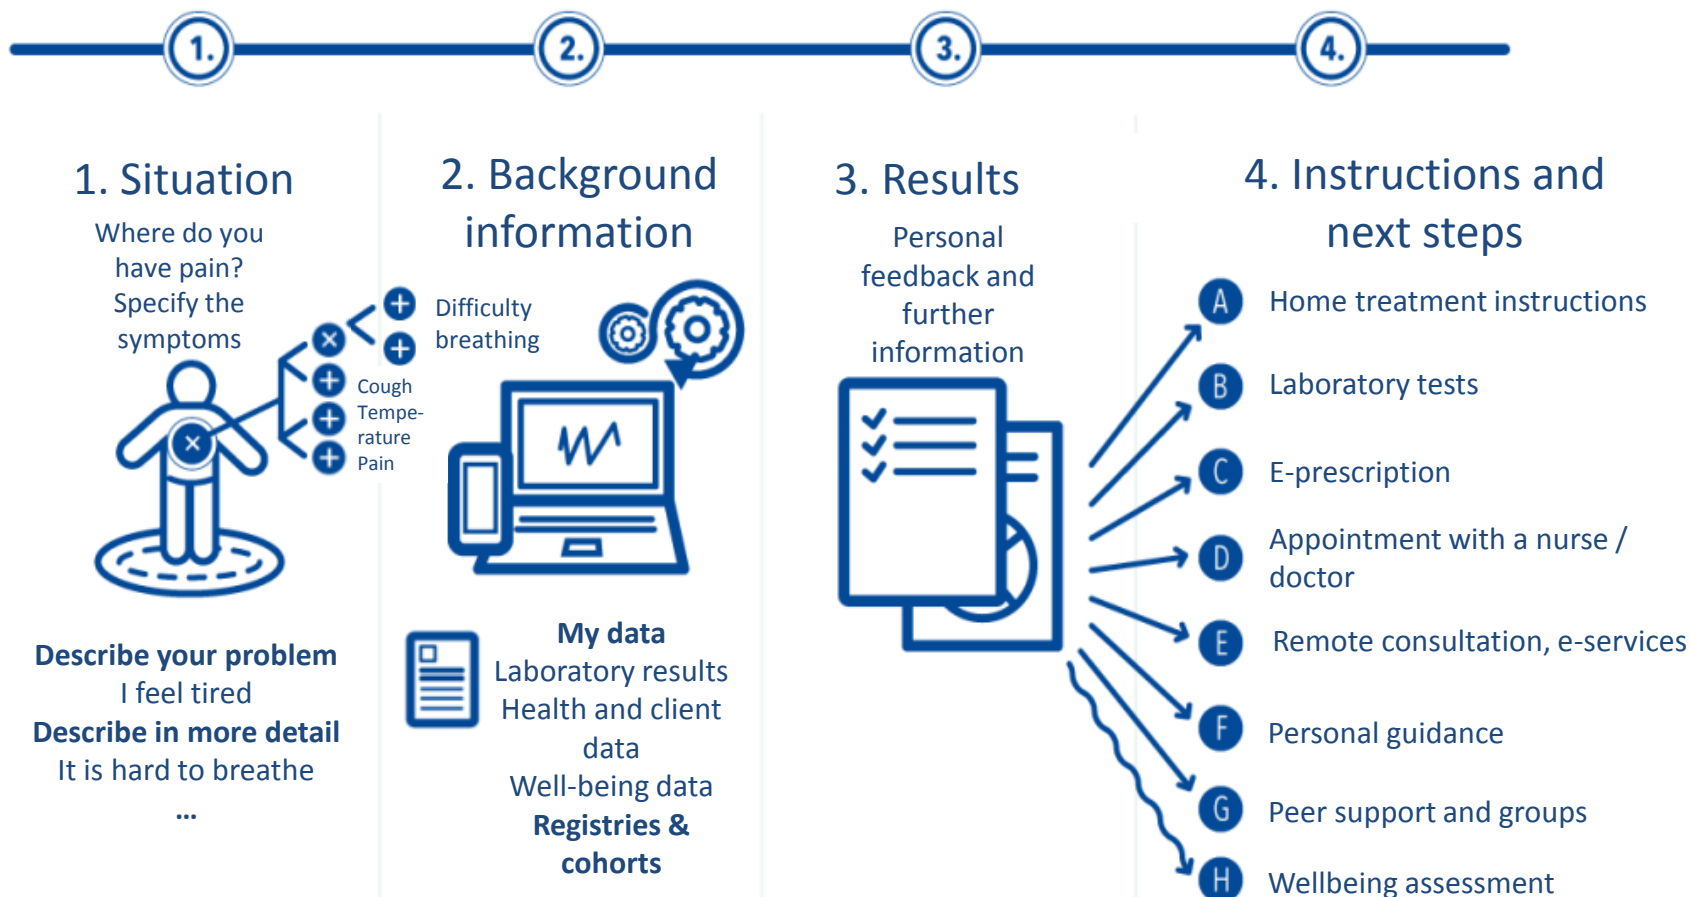 1.
2.
3.
4.
1. Situation
Where do you
have pain?
Specify the
symptoms
Difficulty
breathing
Cough
Tempe-
rature
Pain
Describe your problem
I feel tired
Describe in more detail
It is hard to breathe
...
2. Background
information
My data
Laboratory results
Health and client
data
Well-being data
Registries &
cohorts
3. Results
Personal
feedback and
further
information
4. Instructions and
next steps
A Home treatment instructions
B Laboratory tests
C E-prescription
D Appointment with a nurse /
doctor
E Remote consultation, e-services
F Personal guidance
G Peer support and groups
H Wellbeing assessment